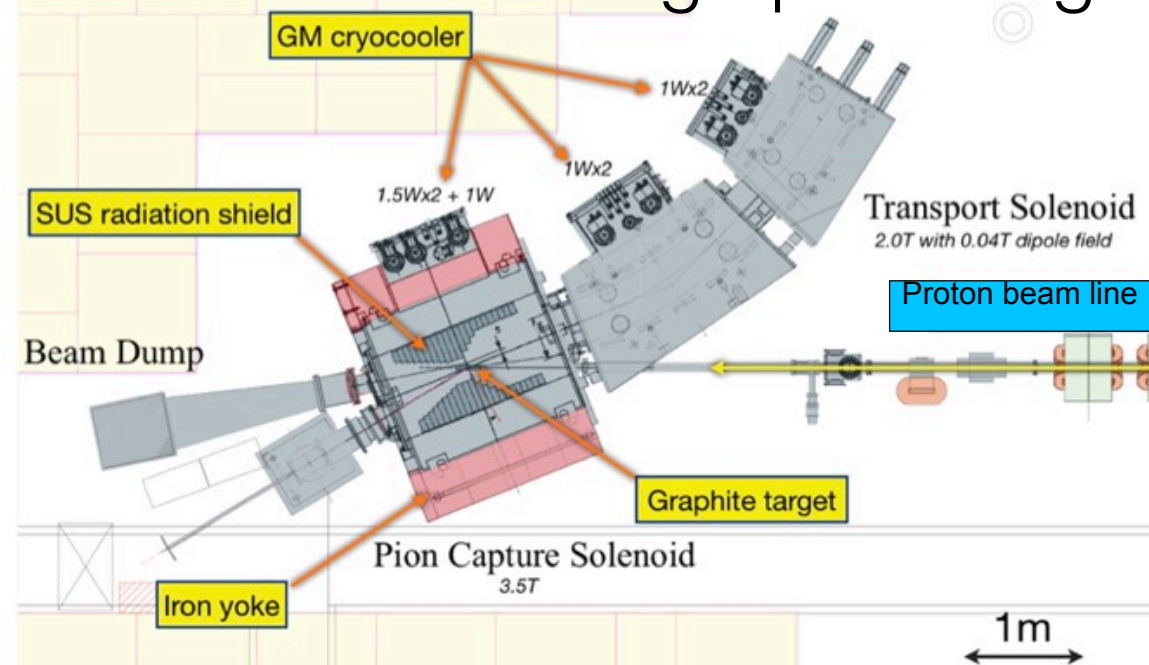 GM cryocooler
1Wx2
1Wx2
1.5Wx2 + 1W
SUS radiation shield
Transport Solenoid
2.0T with 0.04T dipole field
Proton beam line
Beam Dump
Graphite target
Pion Capture Solenoid
3.5T
Iron yoke
1m